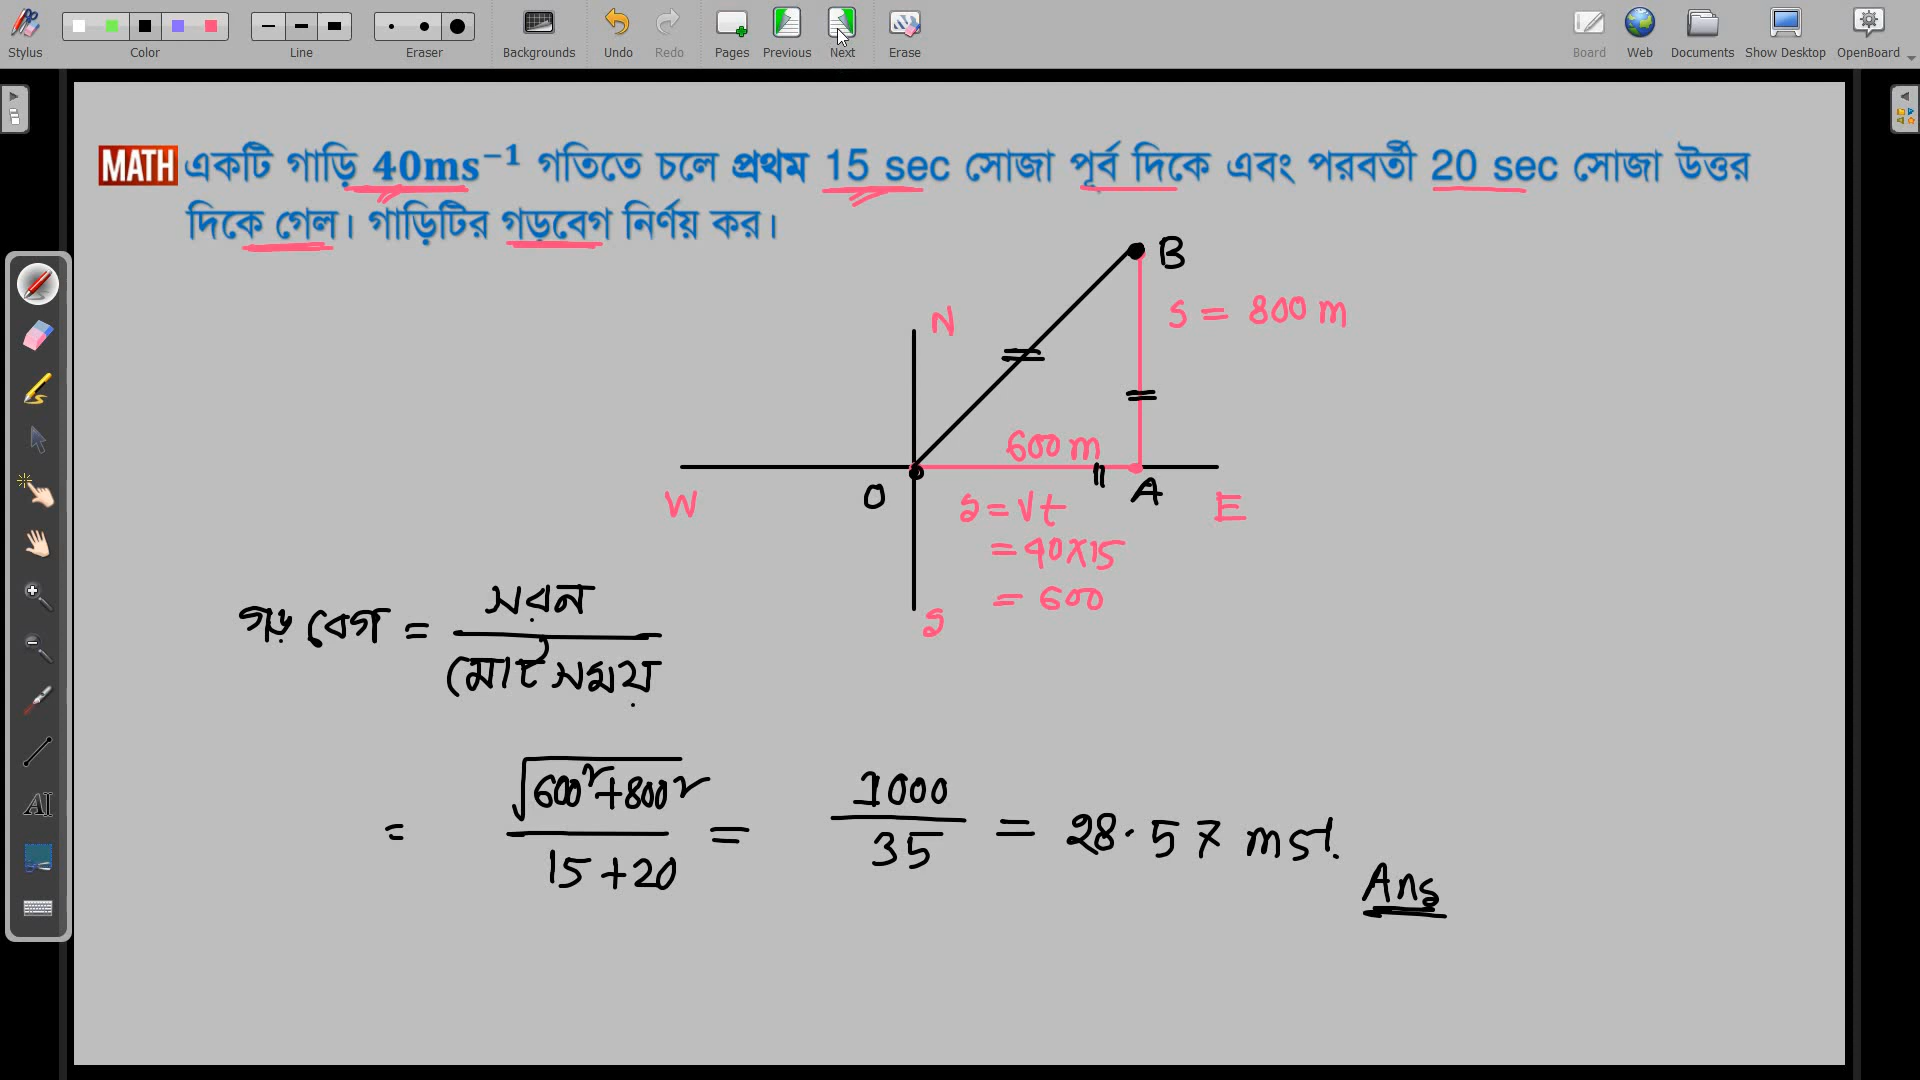 Stylus
Color
Line
Eraser
Backgrounds
Undo
Redo
Pages
Previous
Next
Erase
Board
Web
Documents
Show Desktop
OpenBoard
MATH একটি গাড়ি 40ms⁻¹ গতিতে চলে প্রথম 15 sec সোজা পূর্ব দিকে এবং পরবর্তী 20 sec সোজা উত্তর
দিকে গেল। গাড়িটির গড়বেগ নির্ণয় কর।
B
N
S = 800 m
600 m
W
O
A
E
S = Vt
= 40×15
= 600
S
গড় বেগ = সরন / মোট সময়
= √600²+800² / 15+20 = 1000 / 35 = 28.57 ms⁻¹.
Ans
AI